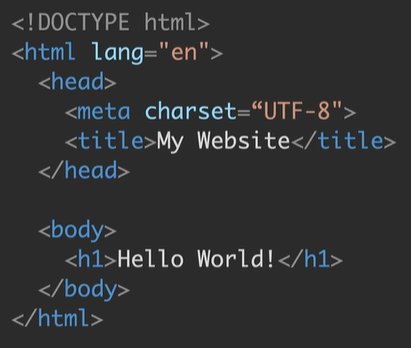 <!DOCTYPE html>
<html lang="en">
<head>
<meta charset=“UTF-8">
<title>My Website</title>
</head>
<body>
<h1>Hello World!</h1>
</body>
</html>